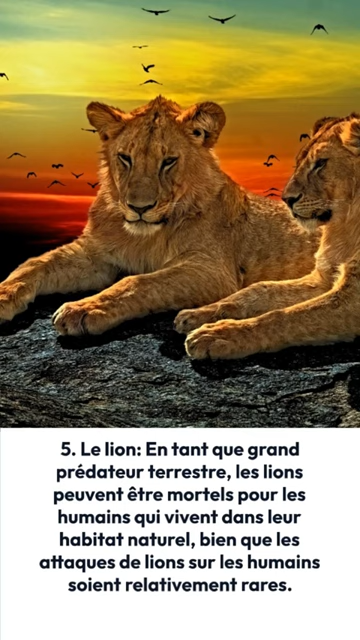 5. Le lion: En tant que grand
prédateur terrestre, les lions
peuvent être mortels pour les
humains qui vivent dans leur
habitat naturel, bien que les
attaques de lions sur les humains
soient relativement rares.